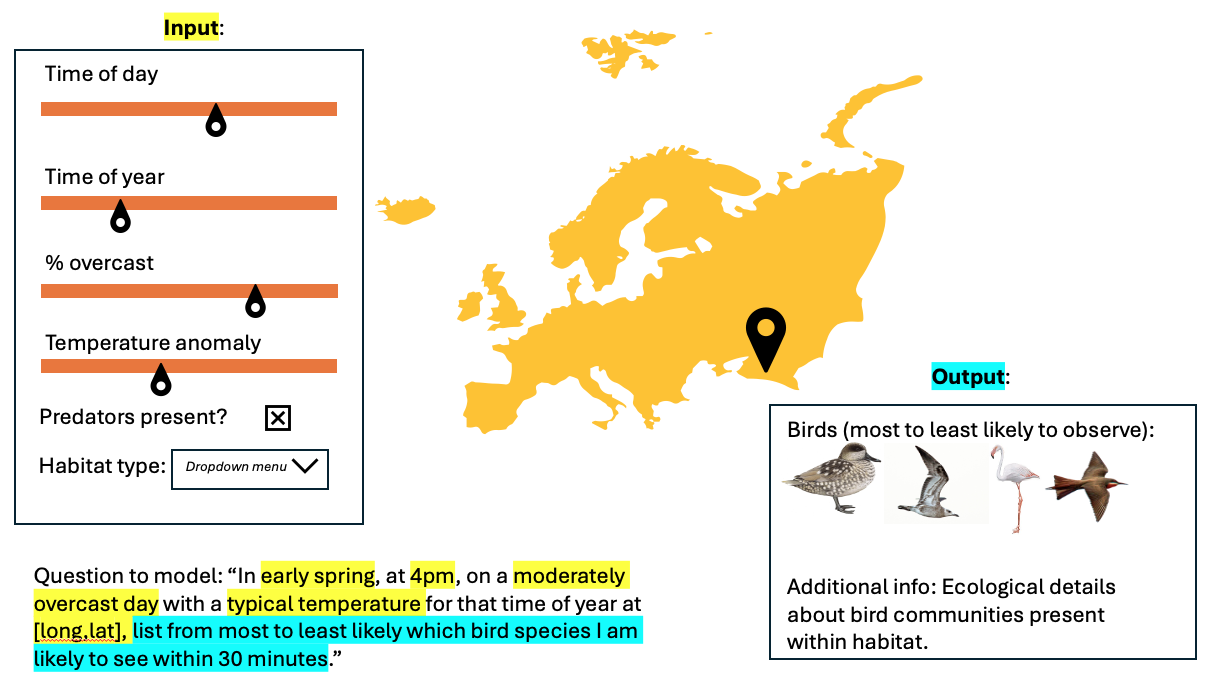 Input:
Time of day
Time of year
% overcast
Temperature anomaly
Predators present?
Habitat type: Dropdown menu
Output:
Birds (most to least likely to observe):
Additional info: Ecological details
about bird communities present
within habitat.
Question to model: “In early spring, at 4pm, on a moderately
overcast day with a typical temperature for that time of year at
[long,lat], list from most to least likely which bird species I am
likely to see within 30 minutes.”